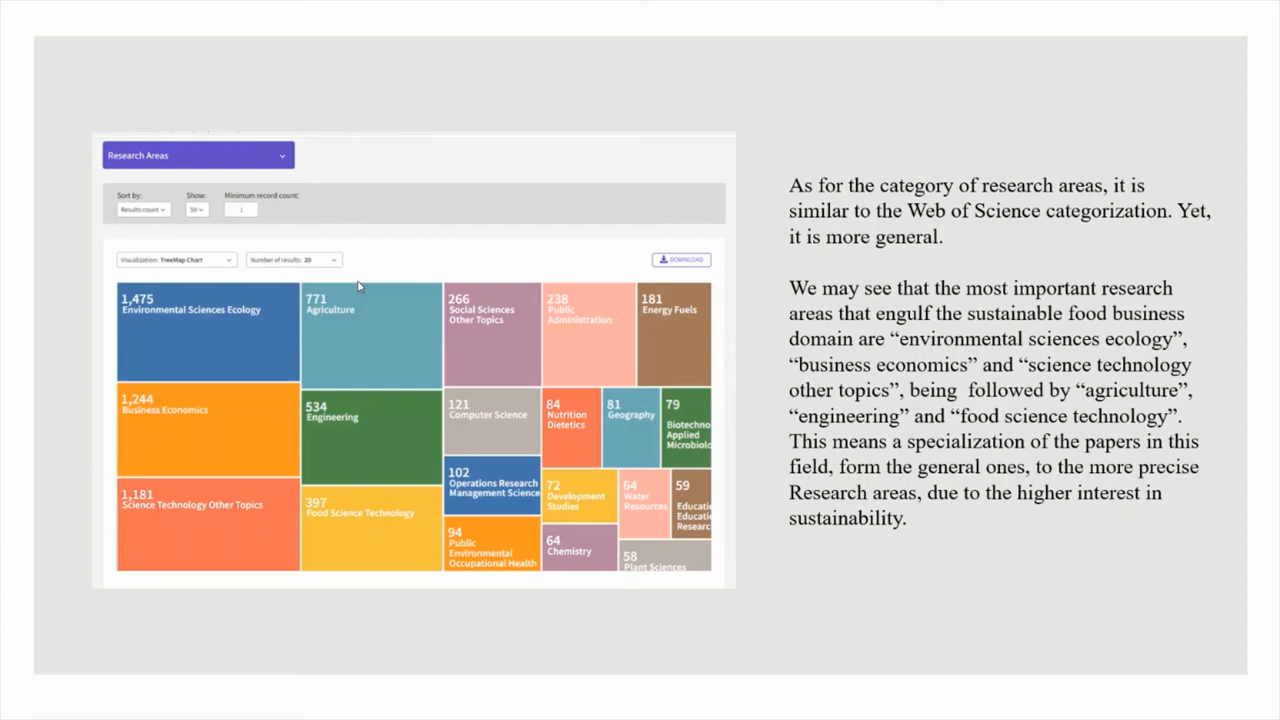 Research Areas
Sort by:
Show:
Minimum record count:
Results count
50
1
Visualization: TreeMap Chart
Number of results: 20
DOWNLOAD
1,475
Environmental Sciences Ecology
1,244
Business Economics
1,181
Science Technology Other Topics
771
Agriculture
534
Engineering
397
Food Science Technology
266
Social Sciences
Other Topics
121
Computer Science
102
Operations Research
Management Science
94
Public
Environmental
Occupational Health
238
Public
Administration
181
Energy Fuels
84
Nutrition
Dietetics
81
Geography
79
Biotechno
Applied
Microbiolo
72
Development
Studies
64
Water
Resources
59
Educati
Educati
Researc
64
Chemistry
58
Plant Sciences
As for the category of research areas, it is
similar to the Web of Science categorization. Yet,
it is more general.
We may see that the most important research
areas that engulf the sustainable food business
domain are “environmental sciences ecology”,
“business economics” and “science technology
other topics”, being followed by “agriculture”,
“engineering” and “food science technology”.
This means a specialization of the papers in this
field, form the general ones, to the more precise
Research areas, due to the higher interest in
sustainability.